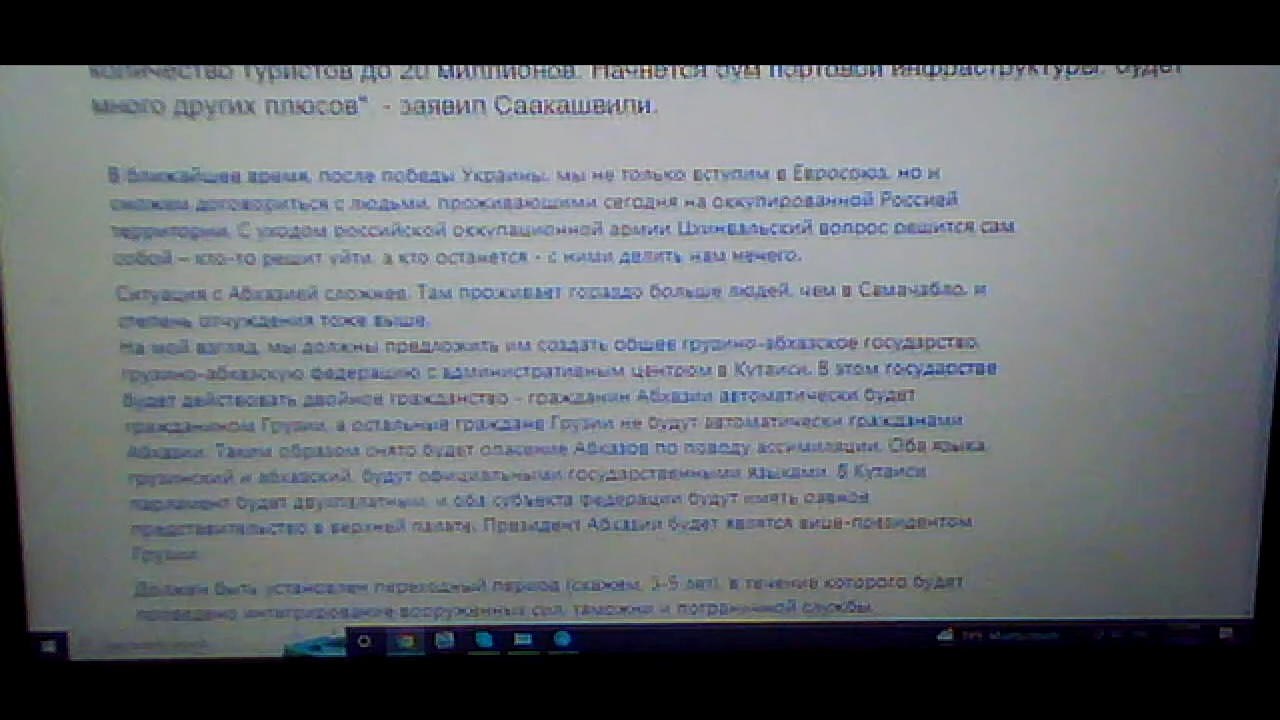 количество туристов до 20 миллионов. Начнется бум портовой инфраструктуры. будет
много других плюсов" - заявил Саакашвили.
В ближайшее время, после победы Украины, мы не только вступим в Евросоюз, но и
сможем договориться с людьми, проживающими сегодня на оккупированной Россией
территории. С уходом российской оккупационной армии Цхинвальский вопрос решится сам
собой – кто-то решит уйти, а кто останется - с ними делить нам нечего.
Ситуация с Абхазией сложнее. Там проживает гораздо больше людей, чем в Самачабло, и
степень отчуждения тоже выше.
На мой взгляд, мы должны предложить им создать общее грузино-абхазское государство,
грузино-абхазскую федерацию с административным центром в Кутаиси. В этом государстве
будет действовать двойное гражданство - гражданин Абхазии автоматически будет
гражданином Грузии, а остальные граждане Грузии не будут автоматически гражданами
Абхазии. Таким образом снято будет опасение Абхазов по поводу ассимиляции. Оба языка,
грузинский и абхазский, будут официальными государственными языками. В Кутаиси
парламент будет двухпалатным, и оба субъекта федерации будут иметь равное
представительство в верхней палате. Президент Абхазии будет являтся вице-президентом
Грузии.
Должен быть установлен переходный период (скажем, 3-5 лет), в течение которого будет
проведено интегрирование вооруженных сил, таможни и пограничной службы.